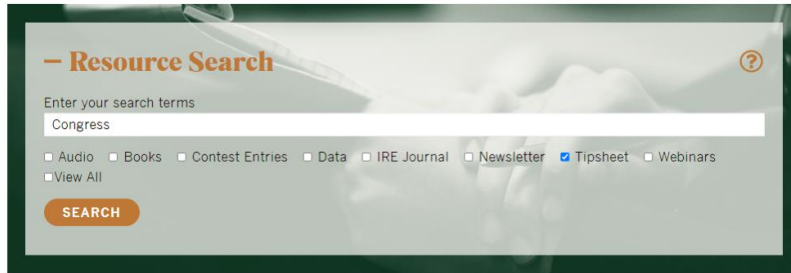 – Resource Search
?
Enter your search terms
Congress
Audio Books Contest Entries Data IRE Journal Newsletter Tipsheet Webinars
View All
SEARCH